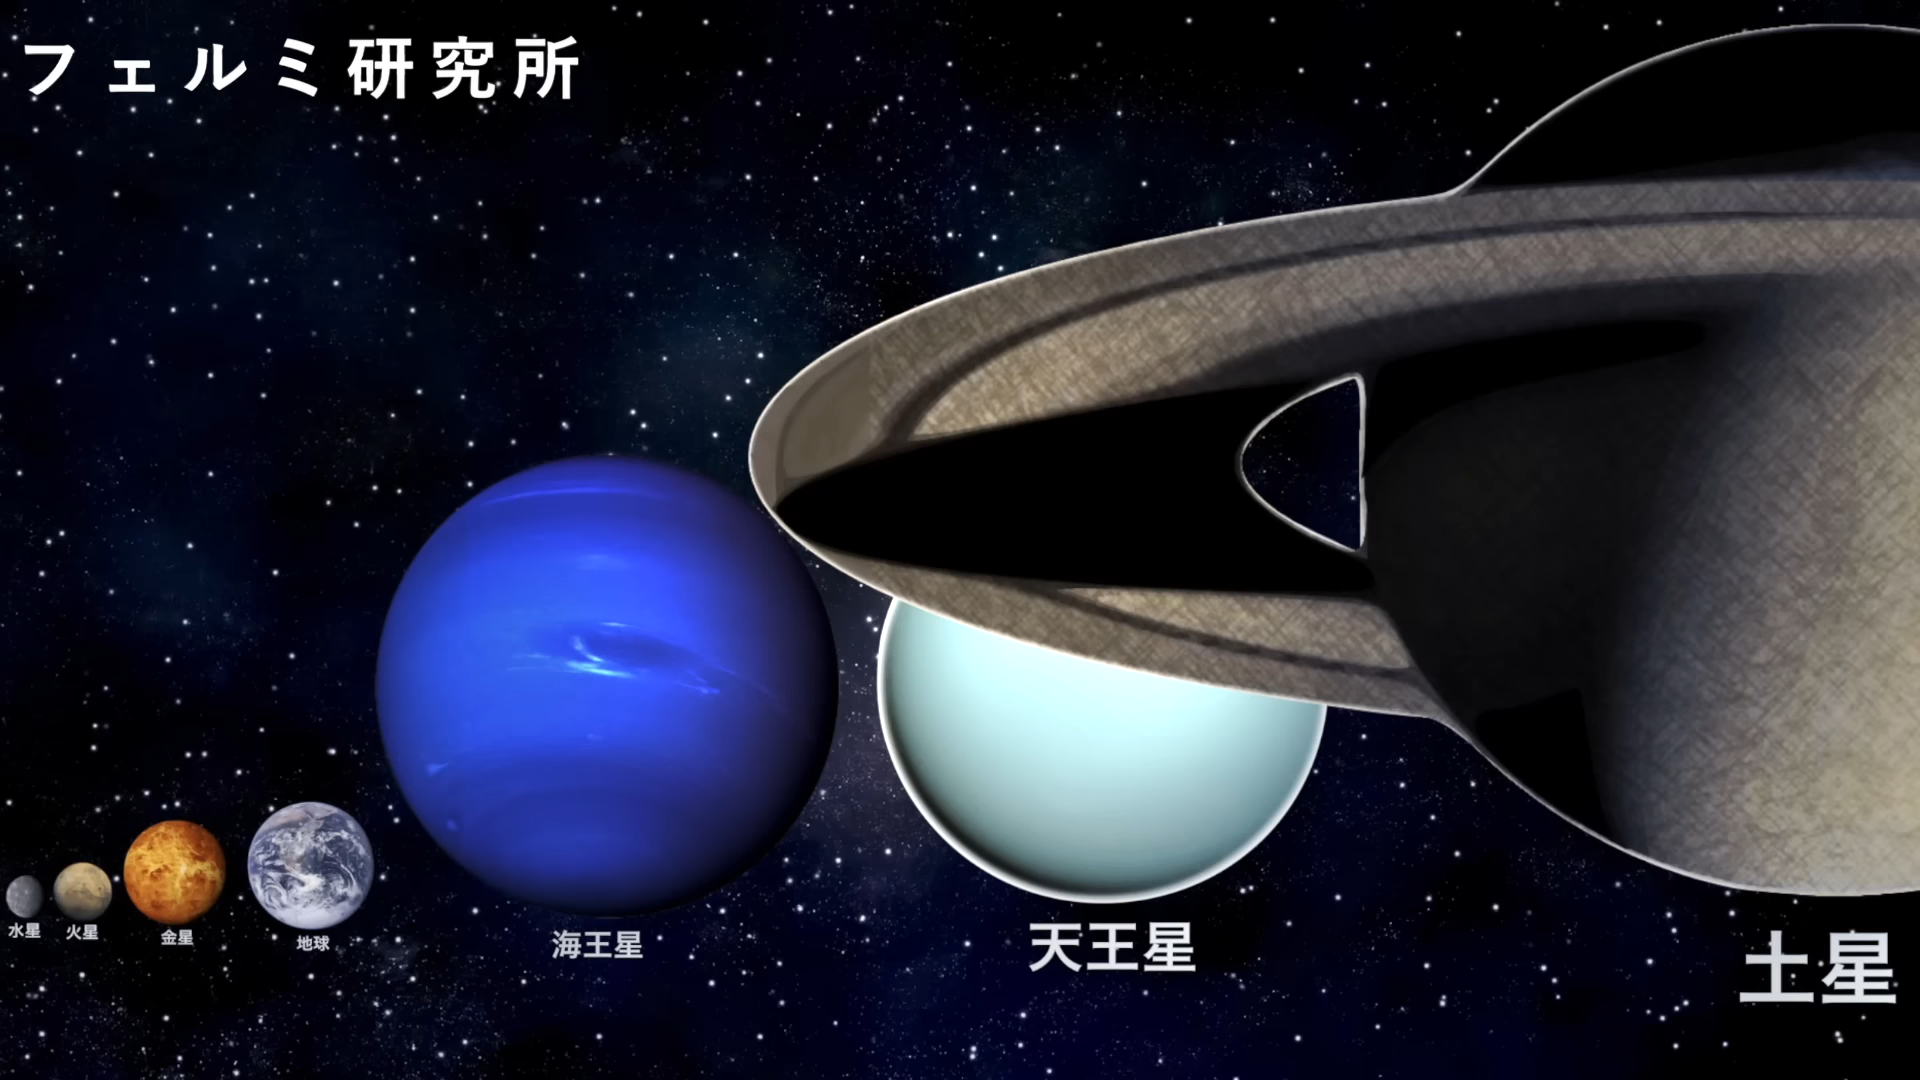 フェルミ研究所
水星
火星
金星
地球
海王星
天王星
土星